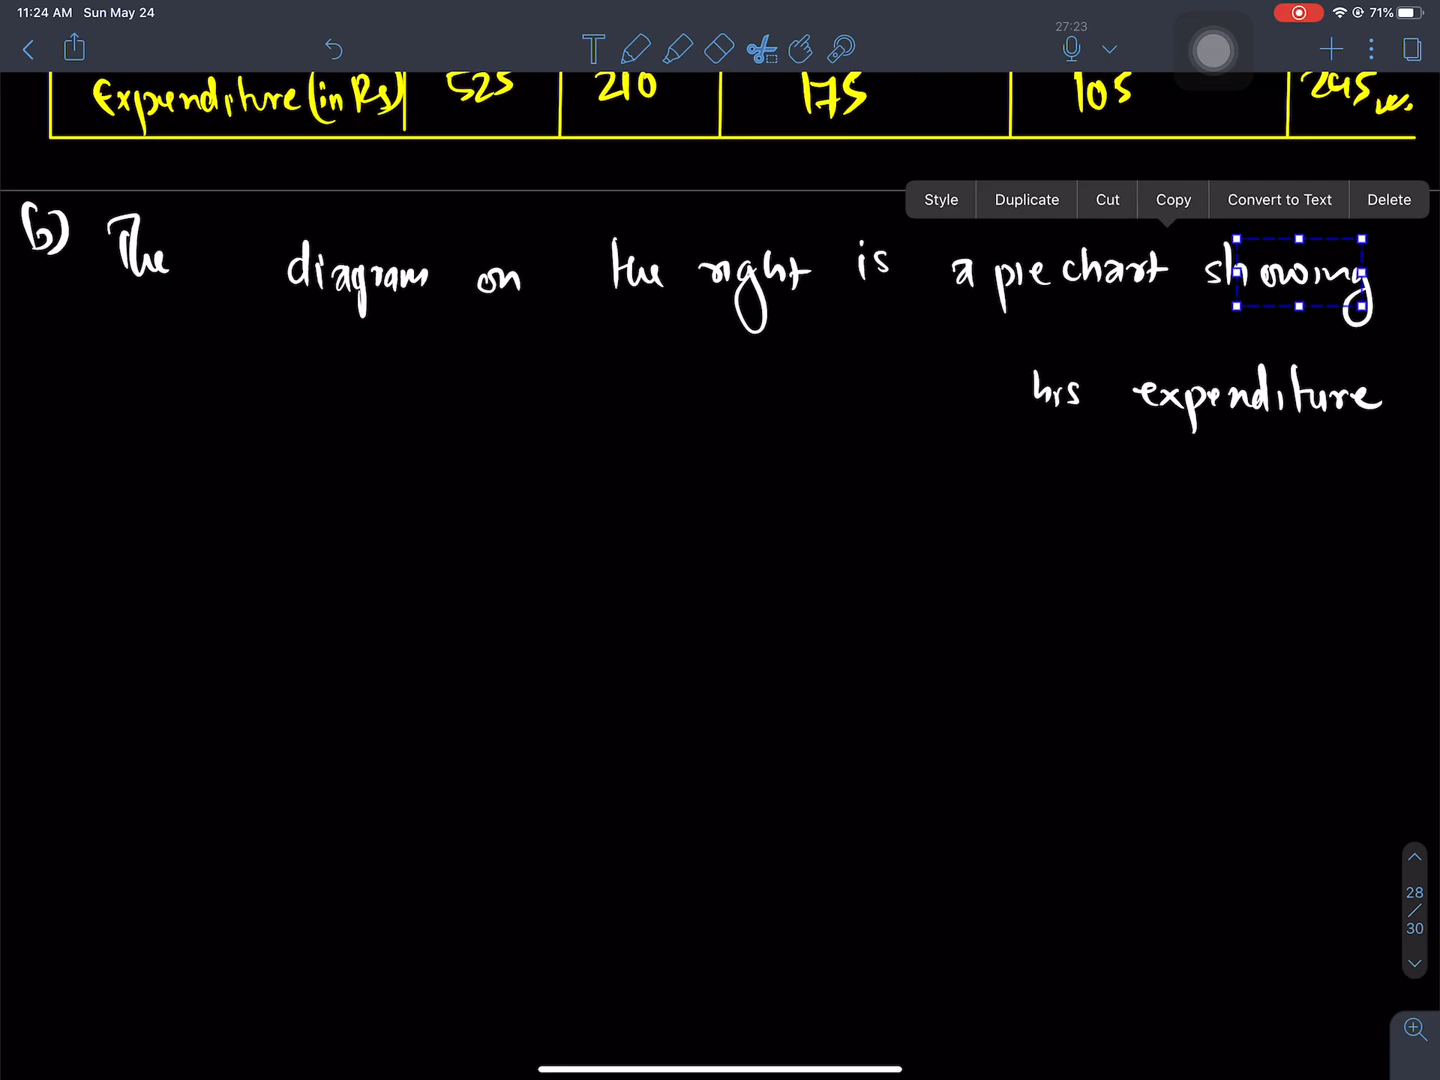 11:24 AM Sun May 24
71%
27:23
Expenditure (in Rs) 525 210 175 105 245
Style Duplicate Cut Copy Convert to Text Delete
b) The diagram on the right is a pie chart showing
his expenditure
28
30